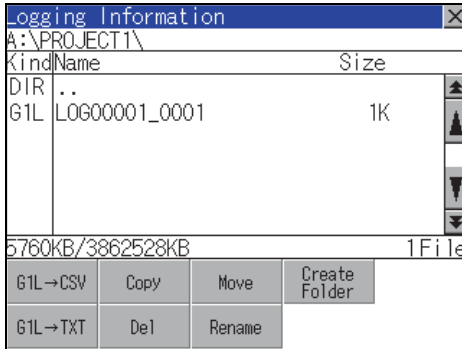 Logging Information
A:\PROJECT1\
Kind Name Size
DIR ..
G1L LOG00001_0001 1K
5760KB/3862528KB 1File
G1L→CSV Copy Move Create Folder
G1L→TXT Del Rename